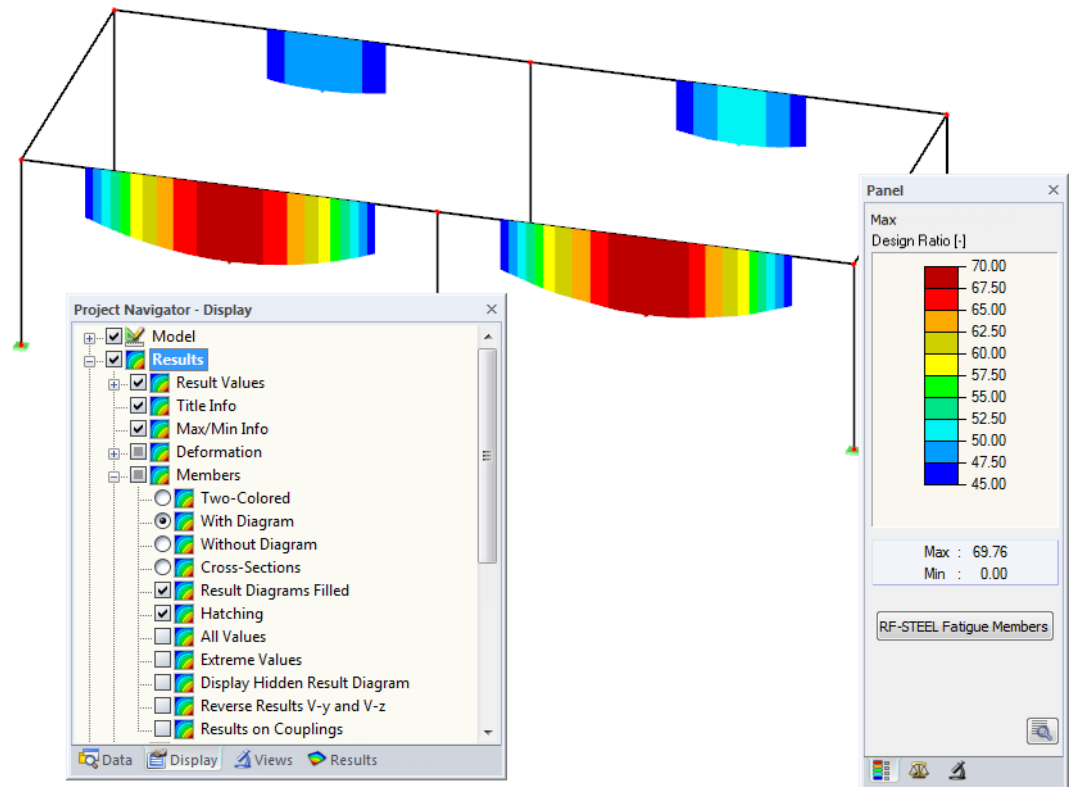 Project Navigator - Display
Model
Results
Result Values
Title Info
Max/Min Info
Deformation
Members
Two-Colored
With Diagram
Without Diagram
Cross-Sections
Result Diagrams Filled
Hatching
All Values
Extreme Values
Display Hidden Result Diagram
Reverse Results V-y and V-z
Results on Couplings
Data Display Views Results
Panel
Max
Design Ratio [-]
70.00
67.50
65.00
62.50
60.00
57.50
55.00
52.50
50.00
47.50
45.00
Max : 69.76
Min : 0.00
RF-STEEL Fatigue Members